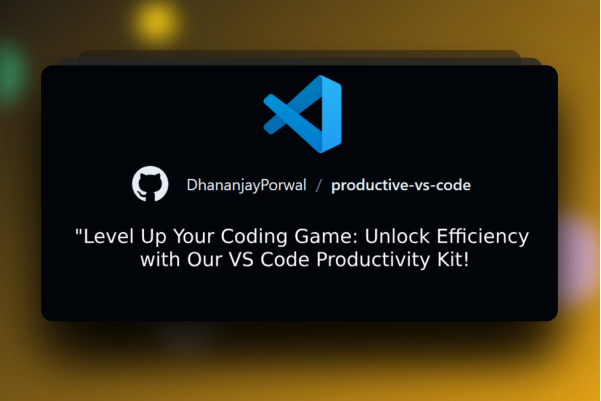 DhananjayPorwal / productive-vs-code
"Level Up Your Coding Game: Unlock Efficiency
with Our VS Code Productivity Kit!